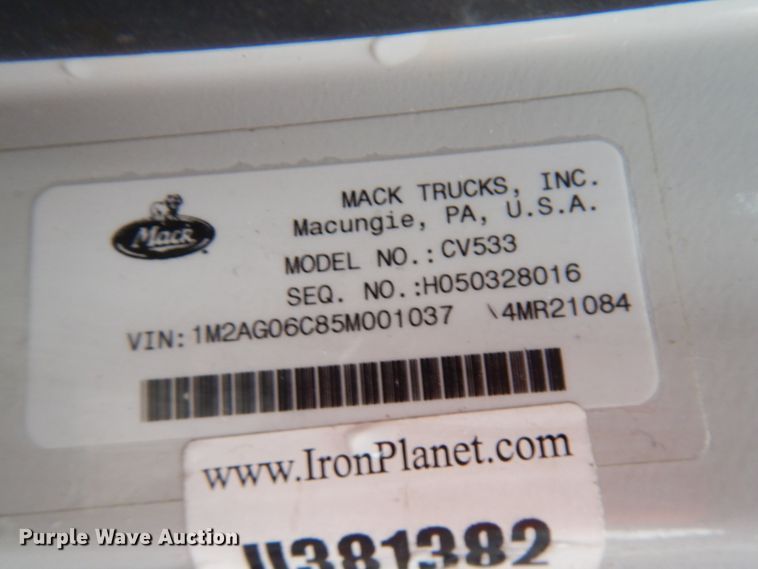 Mack
MACK TRUCKS, INC.
Macungie, PA, U.S.A.
MODEL NO.: CV533
SEQ. NO.:H050328016
VIN: 1M2AG06C85M001037 \4MR21084
www.IronPlanet.com
Purple Wave Auction